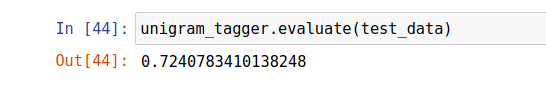 In [44]: unigram_tagger.evaluate(test_data)
Out[44]: 0.7240783410138248